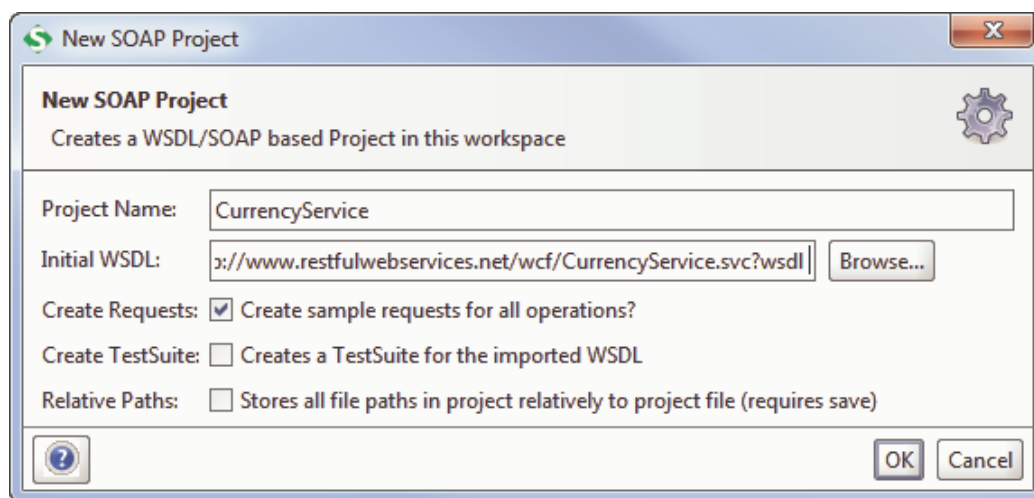 New SOAP Project
New SOAP Project
Creates a WSDL/SOAP based Project in this workspace
Project Name: CurrencyService
Initial WSDL: p://www.restfulwebservices.net/wcf/CurrencyService.svc?wsdl Browse...
Create Requests: Create sample requests for all operations?
Create TestSuite: Creates a TestSuite for the imported WSDL
Relative Paths: Stores all file paths in project relatively to project file (requires save)
? OK Cancel